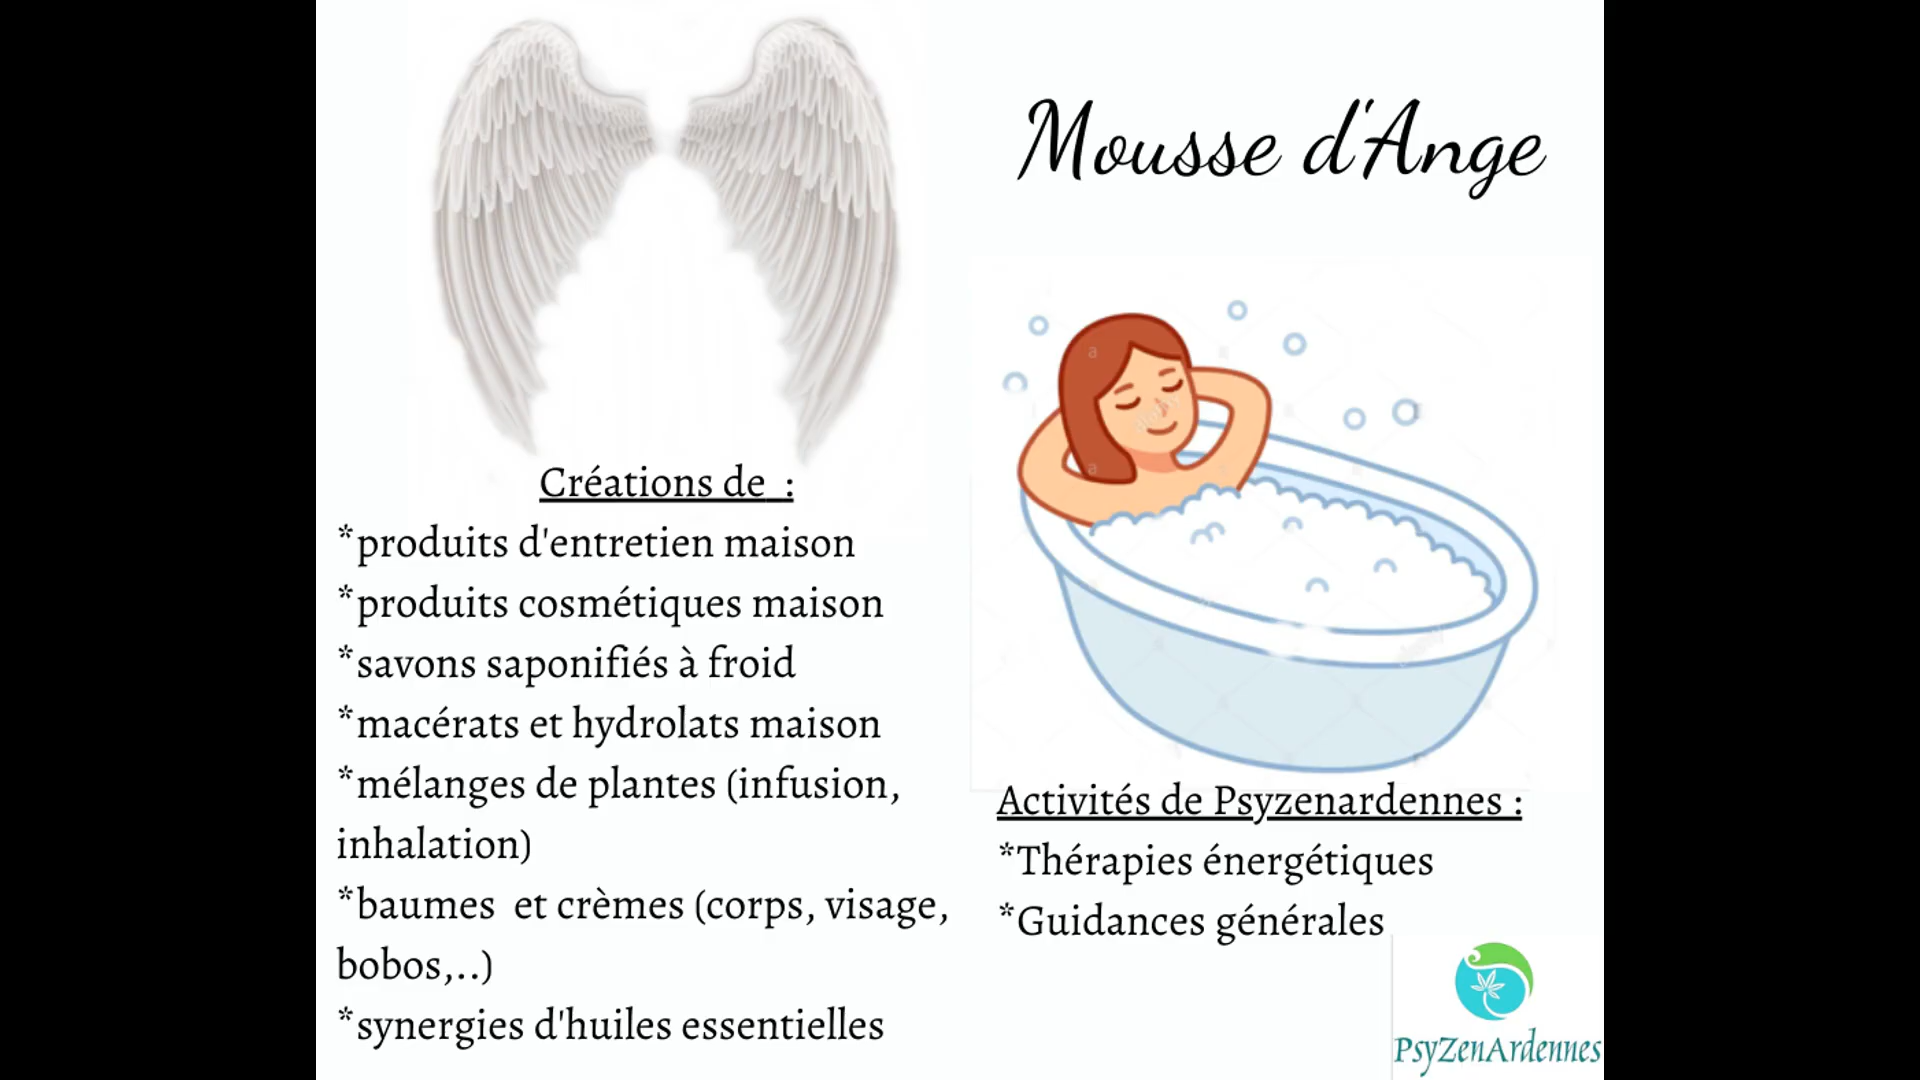 Mousse d'Ange
Créations de  :
*produits d'entretien maison
*produits cosmétiques maison
*savons saponifiés à froid
*macérats et hydrolats maison
*mélanges de plantes (infusion,
inhalation)
*baumes  et crèmes (corps, visage,
bobos,..)
*synergies d'huiles essentielles
Activités de Psyzenardennes :
*Thérapies énergétiques
*Guidances générales
PsyZenArdennes